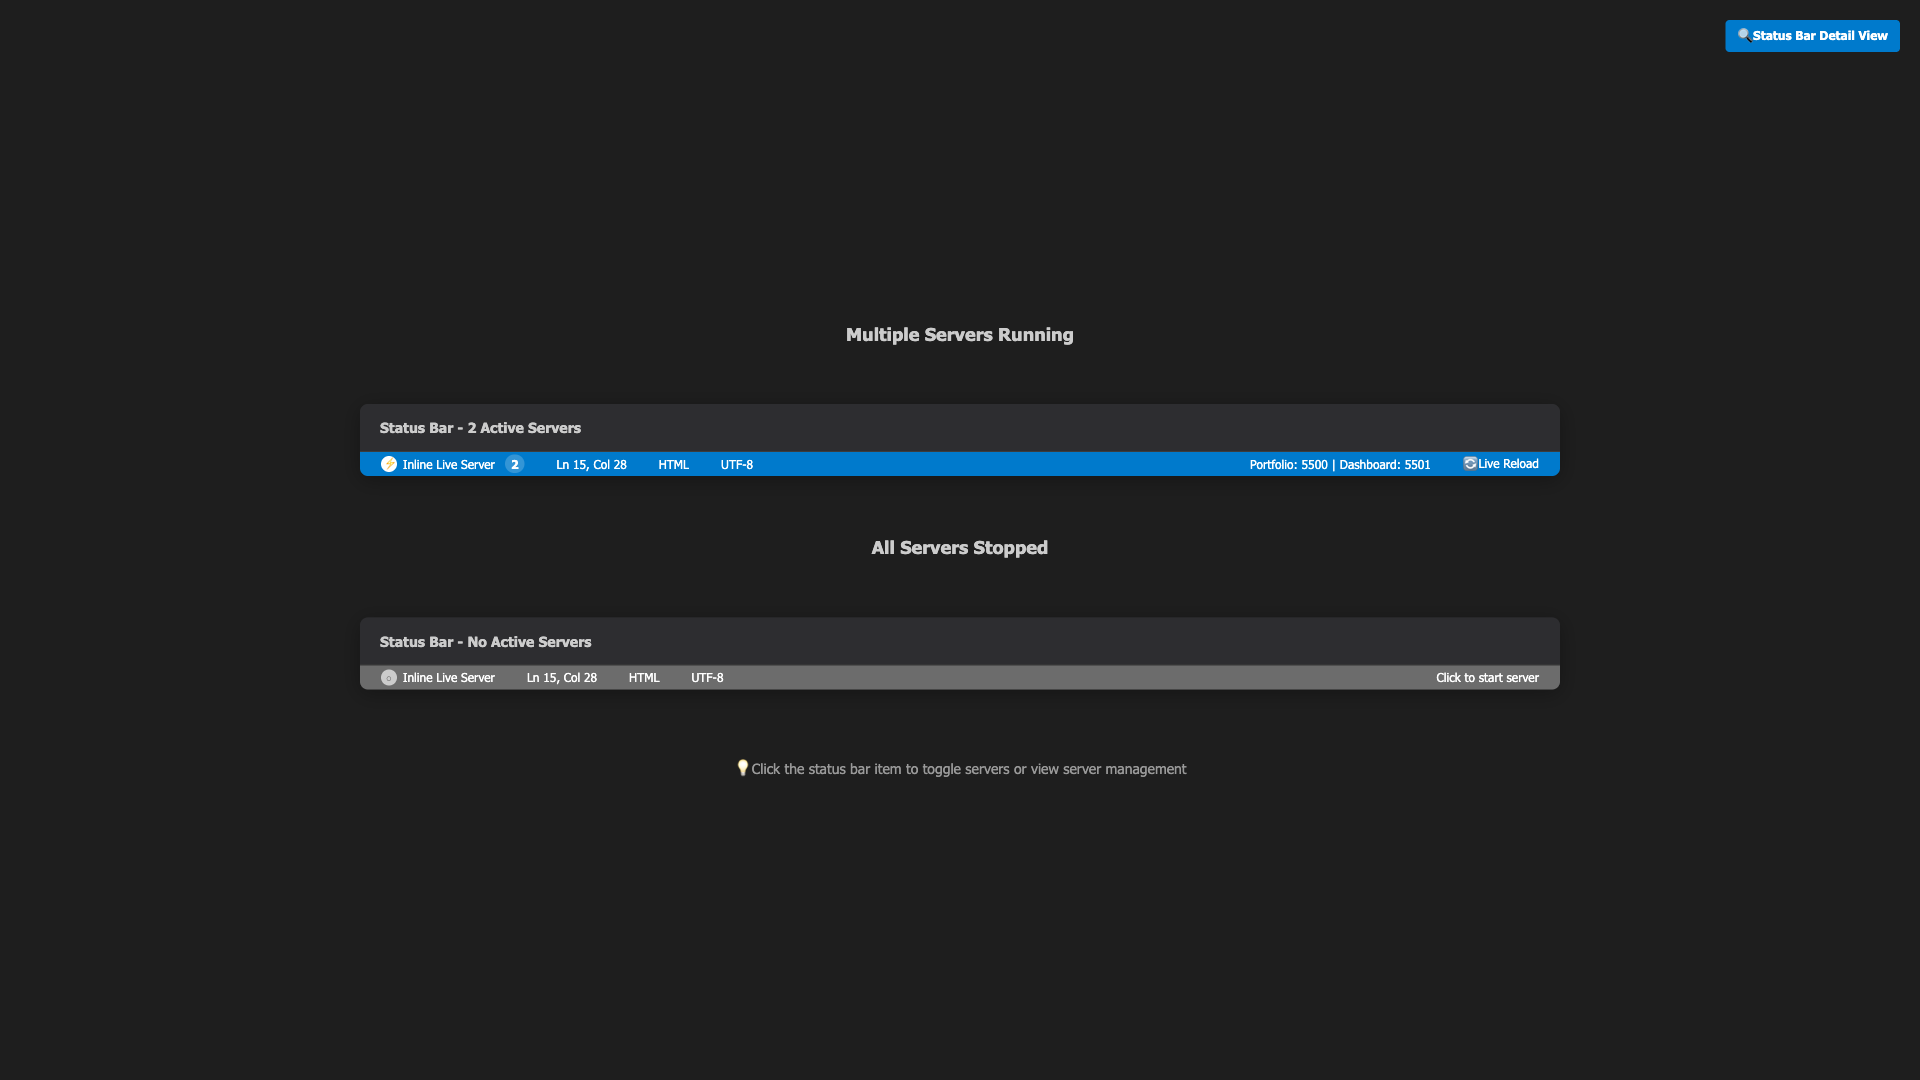 🔍Status Bar Detail View
Multiple Servers Running
Status Bar - 2 Active Servers
⚡ Inline Live Server 2 Ln 15, Col 28 HTML UTF-8 Portfolio: 5500 | Dashboard: 5501 🔄Live Reload
All Servers Stopped
Status Bar - No Active Servers
○ Inline Live Server Ln 15, Col 28 HTML UTF-8 Click to start server
💡Click the status bar item to toggle servers or view server management